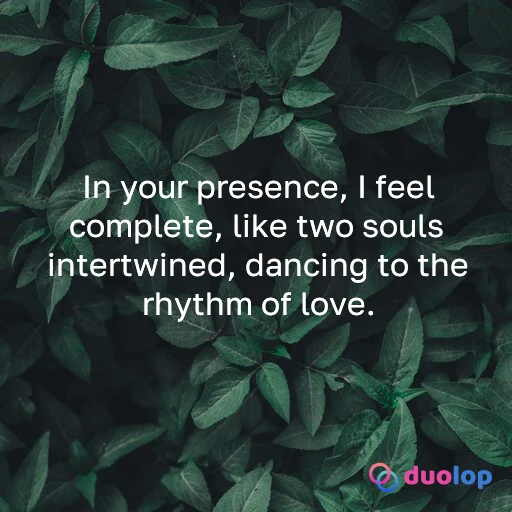 In your presence, I feel
complete, like two souls
intertwined, dancing to the
rhythm of love.
duolop